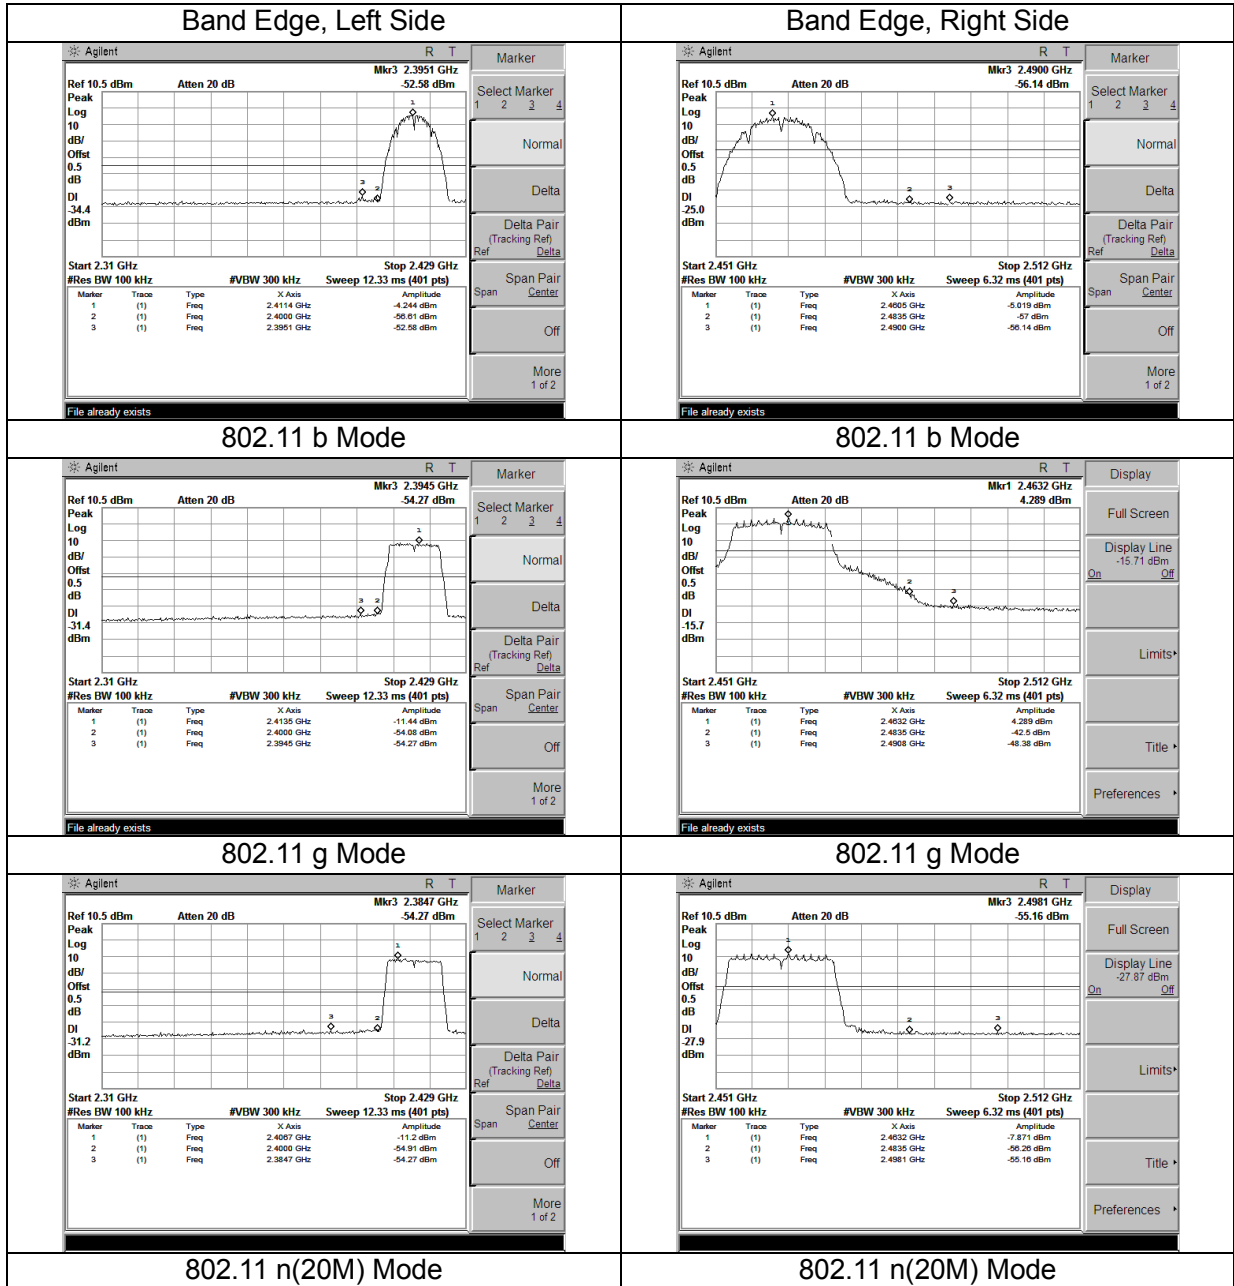 Band Edge, Left Side
Band Edge, Right Side
Agilent R T
Mkr3 2.3951 GHz
Ref 10.5 dBm Atten 20 dB -52.58 dBm
Peak
Log
10
dB/
Offst
0.5
dB
DI
-34.4
dBm
1
3
2
Start 2.31 GHz Stop 2.429 GHz
#Res BW 100 kHz #VBW 300 kHz Sweep 12.33 ms (401 pts)
Marker Trace Type X Axis Amplitude
1 (1) Freq 2.4114 GHz -4.244 dBm
2 (1) Freq 2.4000 GHz -56.61 dBm
3 (1) Freq 2.3951 GHz -52.58 dBm
File already exists
Marker
Select Marker
1 2 3 4
Normal
Delta
Delta Pair
(Tracking Ref)
Ref Delta
Span Pair
Span Center
Off
More
1 of 2
Agilent R T
Mkr3 2.4900 GHz
Ref 10.5 dBm Atten 20 dB -56.14 dBm
Peak
Log
10
dB/
Offst
0.5
dB
DI
-25.0
dBm
1
2
3
Start 2.451 GHz Stop 2.512 GHz
#Res BW 100 kHz #VBW 300 kHz Sweep 6.32 ms (401 pts)
Marker Trace Type X Axis Amplitude
1 (1) Freq 2.4605 GHz -5.019 dBm
2 (1) Freq 2.4835 GHz -57 dBm
3 (1) Freq 2.4900 GHz -56.14 dBm
File already exists
Marker
Select Marker
1 2 3 4
Normal
Delta
Delta Pair
(Tracking Ref)
Ref Delta
Span Pair
Span Center
Off
More
1 of 2
802.11 b Mode
802.11 b Mode
Agilent R T
Mkr3 2.3945 GHz
Ref 10.5 dBm Atten 20 dB -54.27 dBm
Peak
Log
10
dB/
Offst
0.5
dB
DI
-31.4
dBm
1
3
2
Start 2.31 GHz Stop 2.429 GHz
#Res BW 100 kHz #VBW 300 kHz Sweep 12.33 ms (401 pts)
Marker Trace Type X Axis Amplitude
1 (1) Freq 2.4135 GHz -11.44 dBm
2 (1) Freq 2.4000 GHz -54.08 dBm
3 (1) Freq 2.3945 GHz -54.27 dBm
File already exists
Marker
Select Marker
1 2 3 4
Normal
Delta
Delta Pair
(Tracking Ref)
Ref Delta
Span Pair
Span Center
Off
More
1 of 2
Agilent R T
Mkr1 2.4632 GHz
Ref 10.5 dBm Atten 20 dB 4.289 dBm
Peak
Log
10
dB/
Offst
0.5
dB
DI
-15.7
dBm
2
3
Start 2.451 GHz Stop 2.512 GHz
#Res BW 100 kHz #VBW 300 kHz Sweep 6.32 ms (401 pts)
Marker Trace Type X Axis Amplitude
1 (1) Freq 2.4632 GHz 4.289 dBm
2 (1) Freq 2.4835 GHz -42.5 dBm
3 (1) Freq 2.4908 GHz -48.38 dBm
File already exists
Display
Full Screen
Display Line
-15.71 dBm
On Off
Limits
Title
Preferences
802.11 g Mode
802.11 g Mode
Agilent R T
Mkr3 2.3847 GHz
Ref 10.5 dBm Atten 20 dB -54.27 dBm
Peak
Log
10
dB/
Offst
0.5
dB
DI
-31.2
dBm
1
3
2
Start 2.31 GHz Stop 2.429 GHz
#Res BW 100 kHz #VBW 300 kHz Sweep 12.33 ms (401 pts)
Marker Trace Type X Axis Amplitude
1 (1) Freq 2.4067 GHz -11.2 dBm
2 (1) Freq 2.4000 GHz -54.91 dBm
3 (1) Freq 2.3847 GHz -54.27 dBm
Marker
Select Marker
1 2 3 4
Normal
Delta
Delta Pair
(Tracking Ref)
Ref Delta
Span Pair
Span Center
Off
More
1 of 2
Agilent R T
Mkr3 2.4981 GHz
Ref 10.5 dBm Atten 20 dB -55.16 dBm
Peak
Log
10
dB/
Offst
0.5
dB
DI
-27.9
dBm
1
2
3
Start 2.451 GHz Stop 2.512 GHz
#Res BW 100 kHz #VBW 300 kHz Sweep 6.32 ms (401 pts)
Marker Trace Type X Axis Amplitude
1 (1) Freq 2.4632 GHz -7.871 dBm
2 (1) Freq 2.4835 GHz -56.26 dBm
3 (1) Freq 2.4981 GHz -55.16 dBm
Display
Full Screen
Display Line
-27.87 dBm
On Off
Limits
Title
Preferences
802.11 n(20M) Mode
802.11 n(20M) Mode